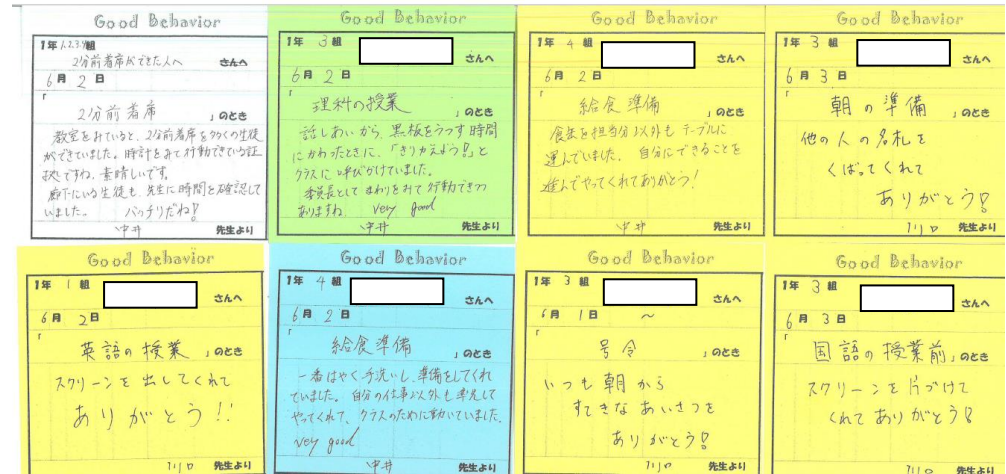 Good Behavior
1年 1.2.3.4組
2分前着席ができた人へ さんへ
6月 2日
「2分前着席」のとき
教室をみていると、2分前着席を多くの生徒
ができていました。時計をみて行動できている証
拠ですね。素晴しいです。
廊下にいる生徒も、先生に時間を確認して
いました。 バッチリだね!
中井 先生より
Good Behavior
1年 3組
さんへ
6月 2日
「理科の授業」のとき
話しあいから、黒板をうつす時間
にかわったときに、「きりかえよう!」と
クラスに呼びかけていました。
委員長として まわりをみて行動できつつ
ありますね very good
中井 先生より
Good Behavior
1年 4組
さんへ
6月 2日
「給食準備」のとき
食缶を担当分以外も テーブルに
運んでいました。自分にできることを
進んでやってくれてありがとう!
中井 先生より
Good Behavior
1年 3組
さんへ
6月 3日
「朝の準備」のとき
他の人の名札を
くばってくれて
ありがとう!
川口 先生より
Good Behavior
1年 1組
さんへ
6月 2日
「英語の授業」のとき
スクリーンを出してくれて
ありがとう!!
川口 先生より
Good Behavior
1年 4組
さんへ
6月 2日
「給食準備」のとき
一番はやく手洗いし、準備をしてくれ
ていました。自分の仕事以外も率先して
やってくれて、クラスのために動いていました。
very good
中井 先生より
Good Behavior
1年 3組
さんへ
6月 1日 〜
「号令」のとき
いつも朝から
すてきなあいさつを
ありがとう!
川口 先生より
Good Behavior
1年 3組
さんへ
6月 3日
「国語の授業前」のとき
スクリーンを片づけて
くれてありがとう!
川口 先生より